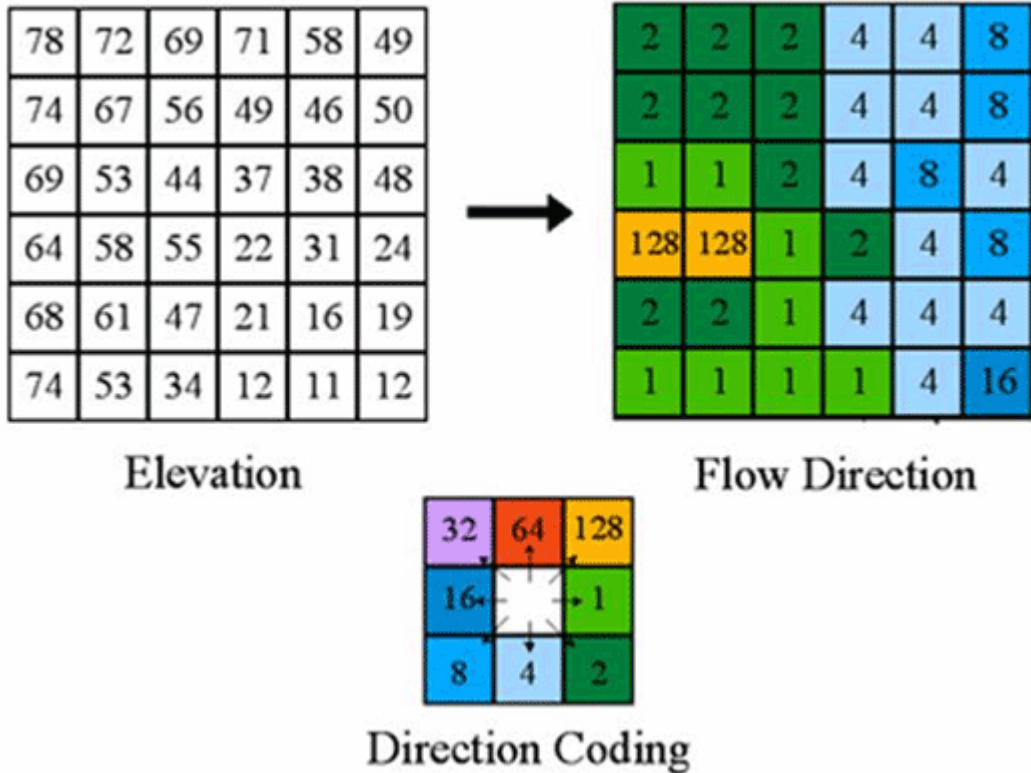 78 72 69 71 58 49
74 67 56 49 46 50
69 53 44 37 38 48
64 58 55 22 31 24
68 61 47 21 16 19
74 53 34 12 11 12
Elevation
2 2 2 4 4 8
2 2 2 4 4 8
1 1 2 4 8 4
128 128 1 2 4 8
2 2 1 4 4 4
1 1 1 1 4 16
Flow Direction
32 64 128
16 1
8 4 2
Direction Coding